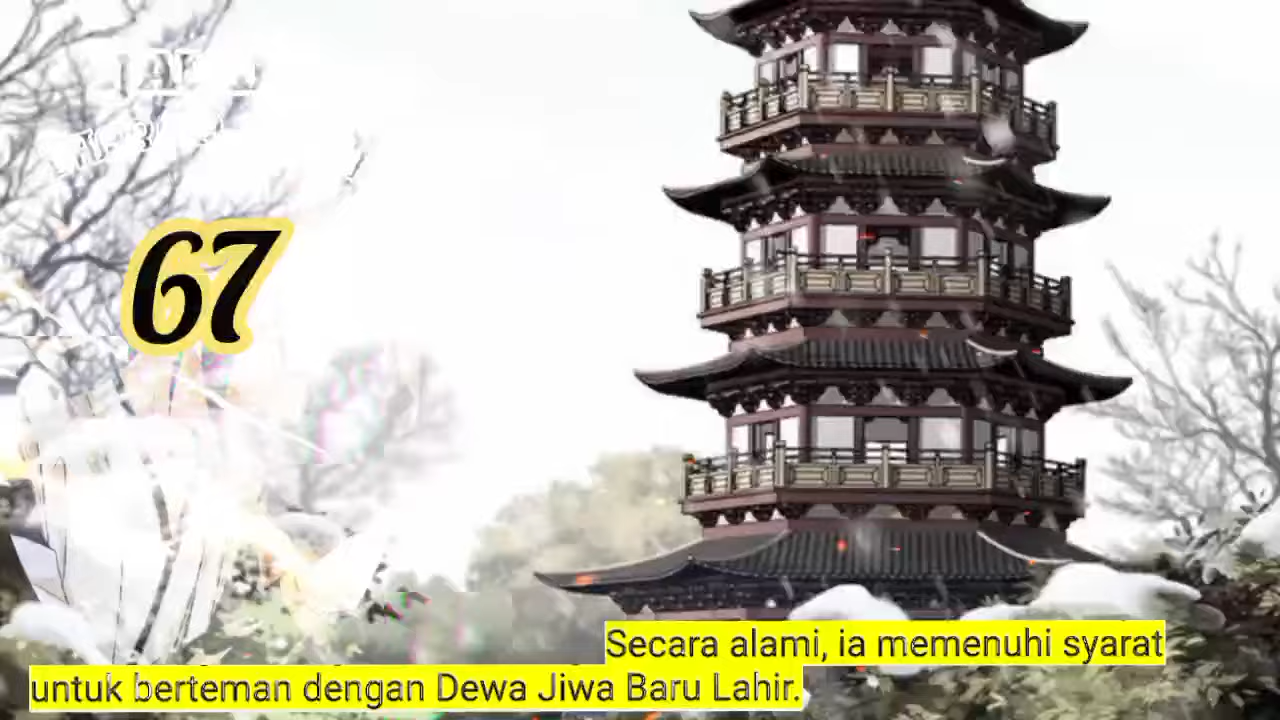 67
Secara alami, ia memenuhi syarat
untuk berteman dengan Dewa Jiwa Baru Lahir.